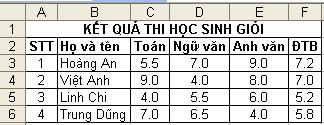 A B C D E F
1 KẾT QUẢ THI HỌC SINH GIỎI
2 STT Họ và tên Toán Ngữ văn Anh văn ĐTB
3 1 Hoàng An 5.5 7.0 9.0 7.2
4 2 Việt Anh 9.0 4.0 8.0 7.0
5 3 Linh Chi 4.0 5.5 6.0 5.2
6 4 Trung Dũng 7.0 6.5 4.0 5.8